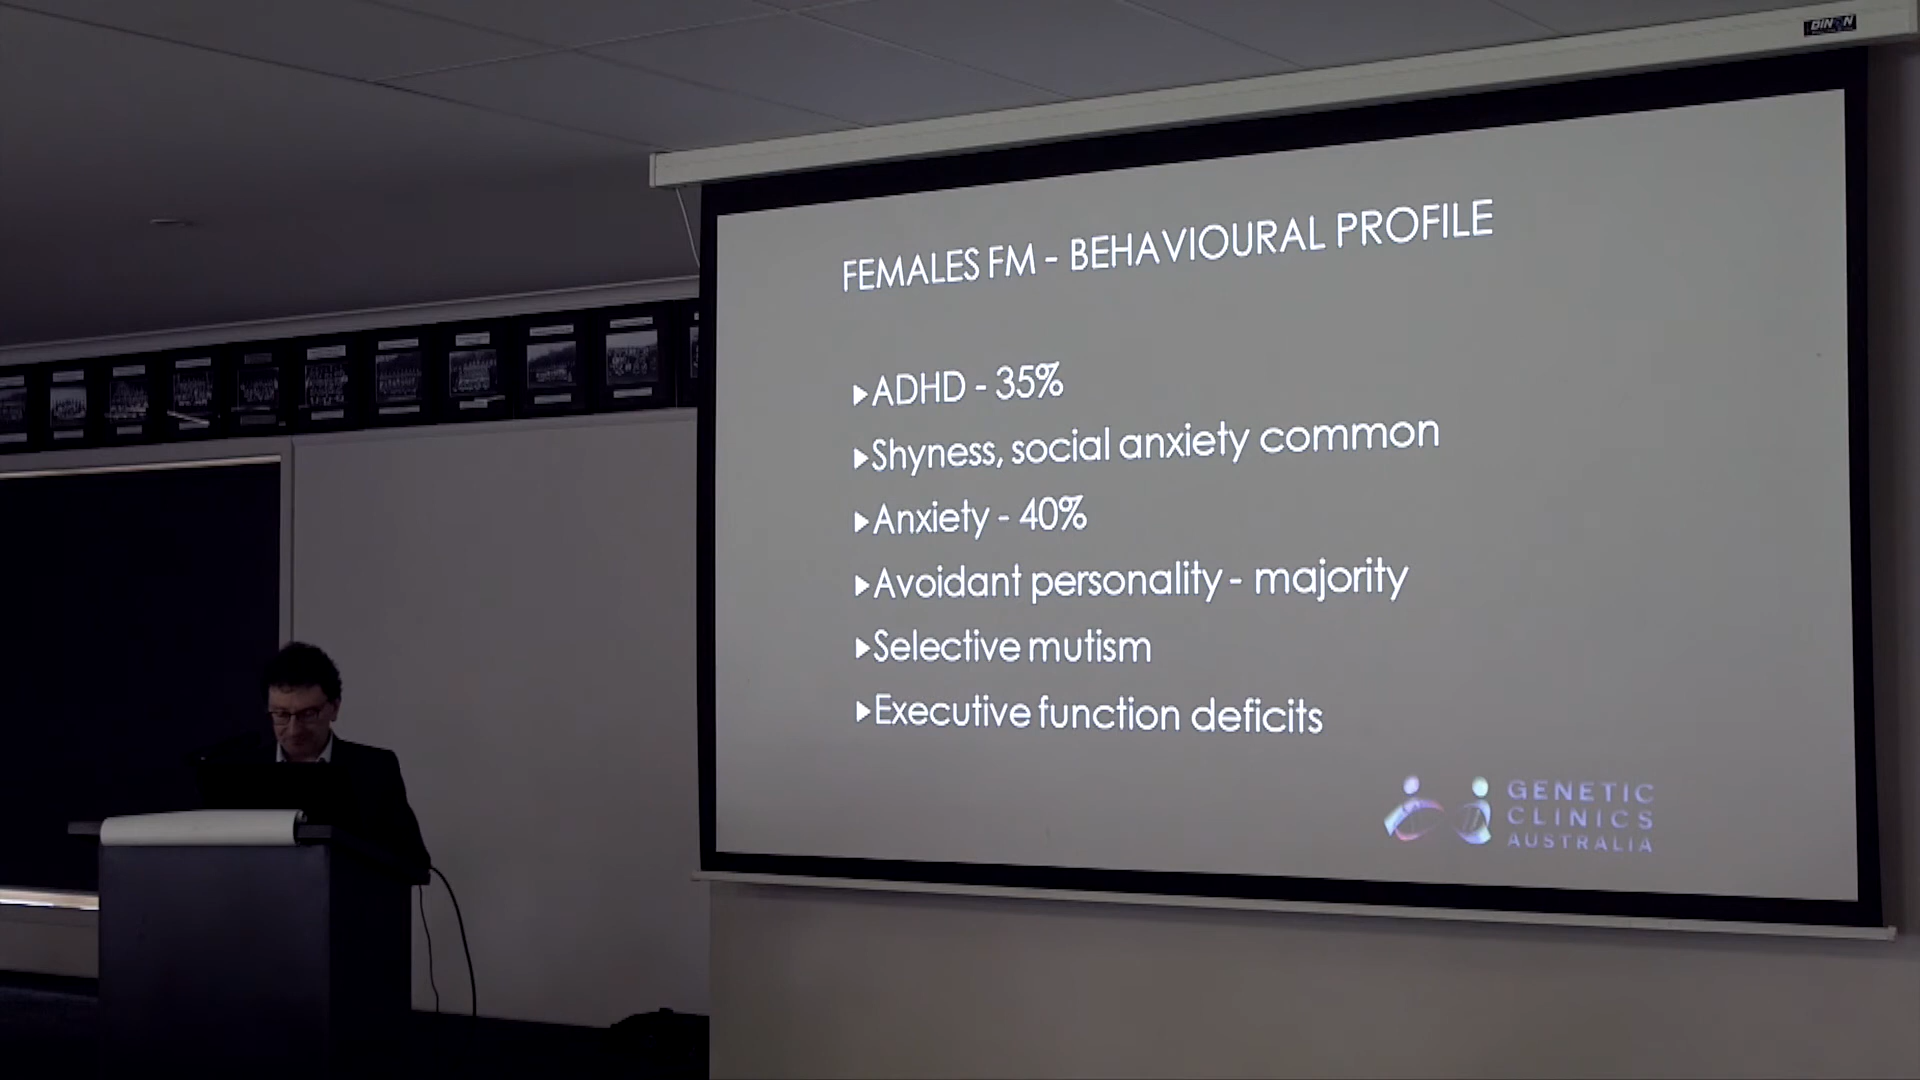 FEMALES FM - BEHAVIOURAL PROFILE
▸ADHD - 35%
▸Shyness, social anxiety common
▸Anxiety - 40%
▸Avoidant personality - majority
▸Selective mutism
▸Executive function deficits
GENETIC
CLINICS
AUSTRALIA